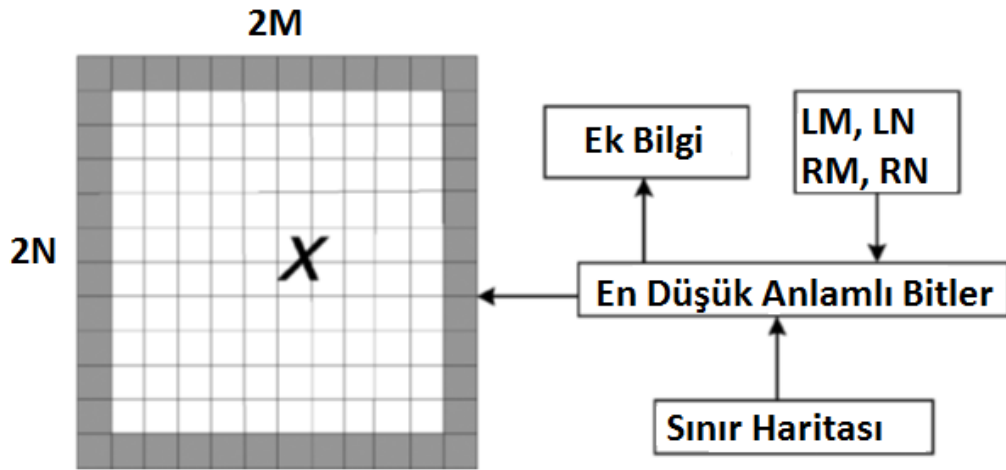 2M
2N
X
Ek Bilgi
LM, LN
RM, RN
En Düşük Anlamlı Bitler
Sınır Haritası